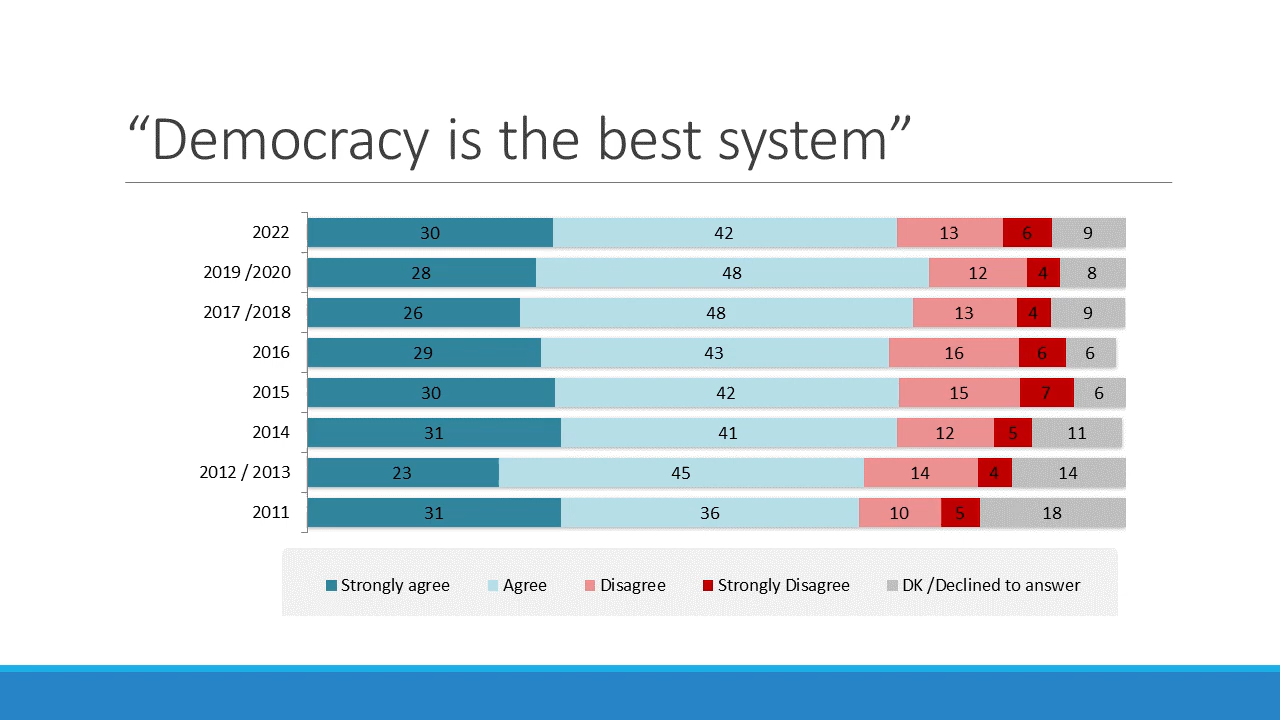 “Democracy is the best system”
2022 30 42 13 6 9
2019 /2020 28 48 12 4 8
2017 /2018 26 48 13 4 9
2016 29 43 16 6 6
2015 30 42 15 7 6
2014 31 41 12 5 11
2012 / 2013 23 45 14 4 14
2011 31 36 10 5 18
Strongly agree Agree Disagree Strongly Disagree DK /Declined to answer